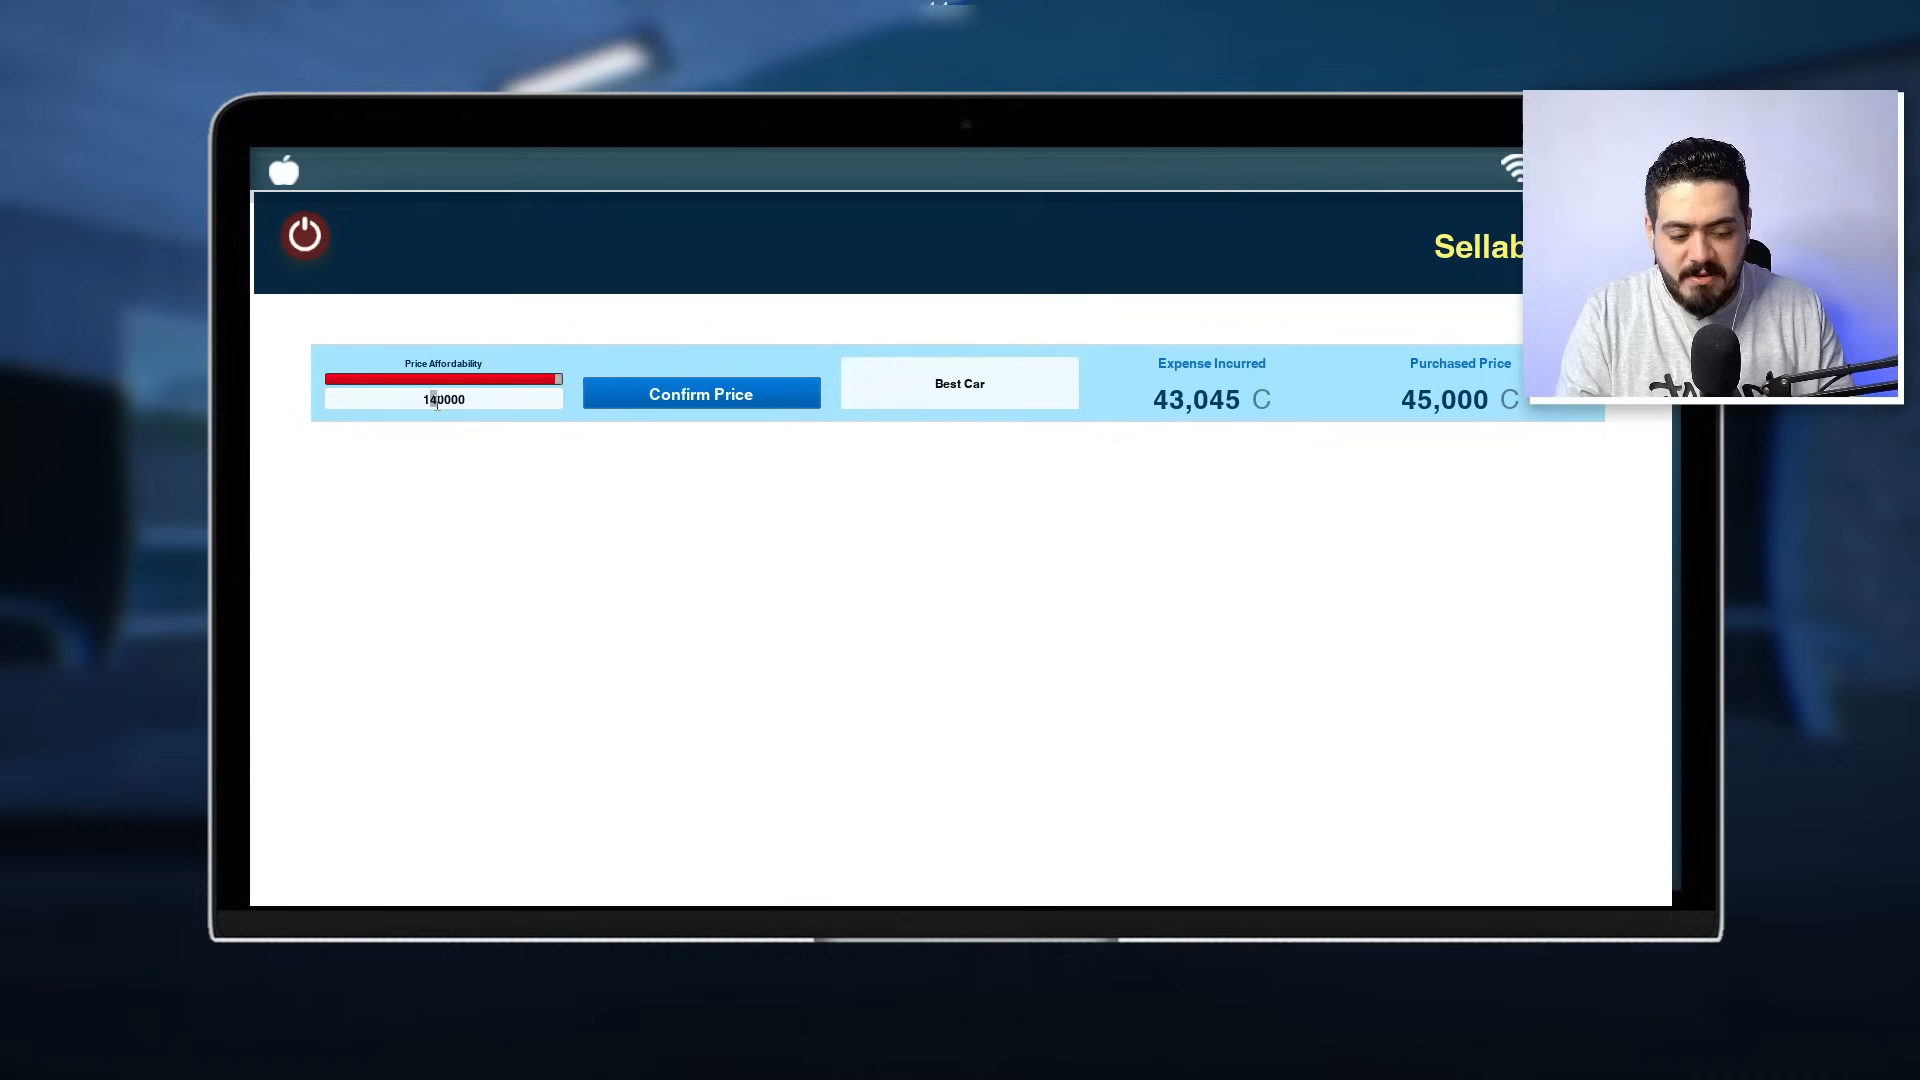 Sellab
Price Affordability
140000
Confirm Price
Best Car
Expense Incurred
43,045 C
Purchased Price
45,000 C